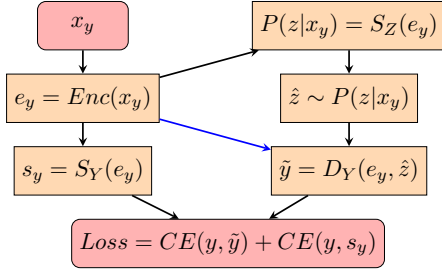 x_y
P(z|x_y) = S_Z(e_y)
e_y = Enc(x_y)
ẑ ∼ P(z|x_y)
s_y = S_Y(e_y)
ỹ = D_Y(e_y, ẑ)
Loss = CE(y, ỹ) + CE(y, s_y)